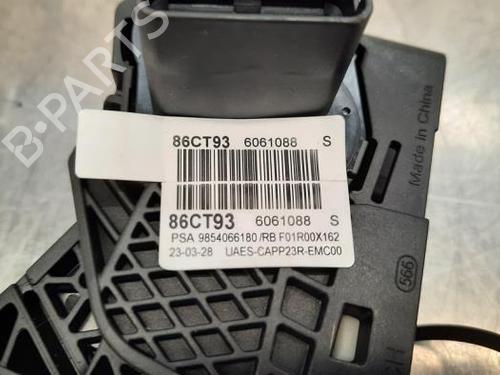 B-PARTS
86CT93 6061088 S
86CT93 6061088 S
PSA 9854066180 /RB F01R00X162
23-03-28 UAES-CAPP23R-EMC00
Made in China
566